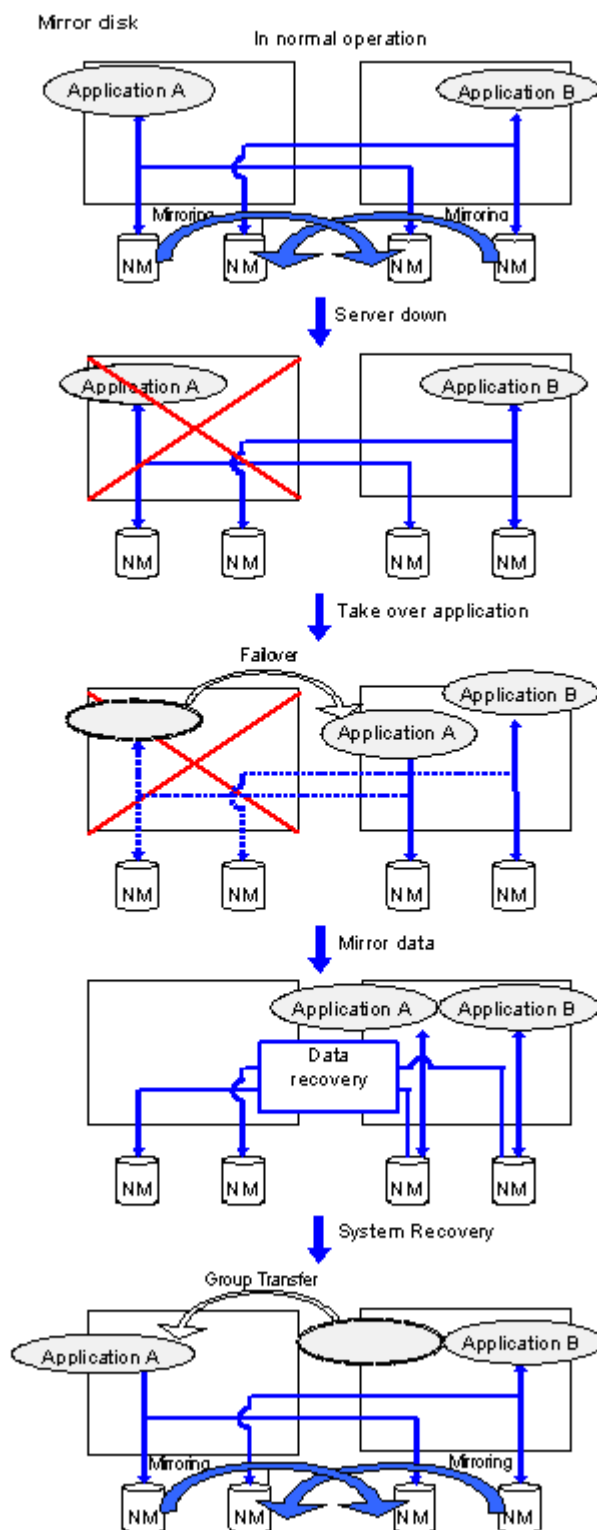 Mirror disk
In normal operation
Application A
Application B
Mirroring
Mirroring
NM
NM
NM
NM
Server down
Application A
Application B
NM
NM
NM
NM
Take over application
Failover
Application B
Application A
NM
NM
NM
NM
Mirror data
Application A
Application B
Data
recovery
NM
NM
NM
NM
System Recovery
Group Transfer
Application A
Application B
Mirroring
Mirroring
NM
NM
NM
NM